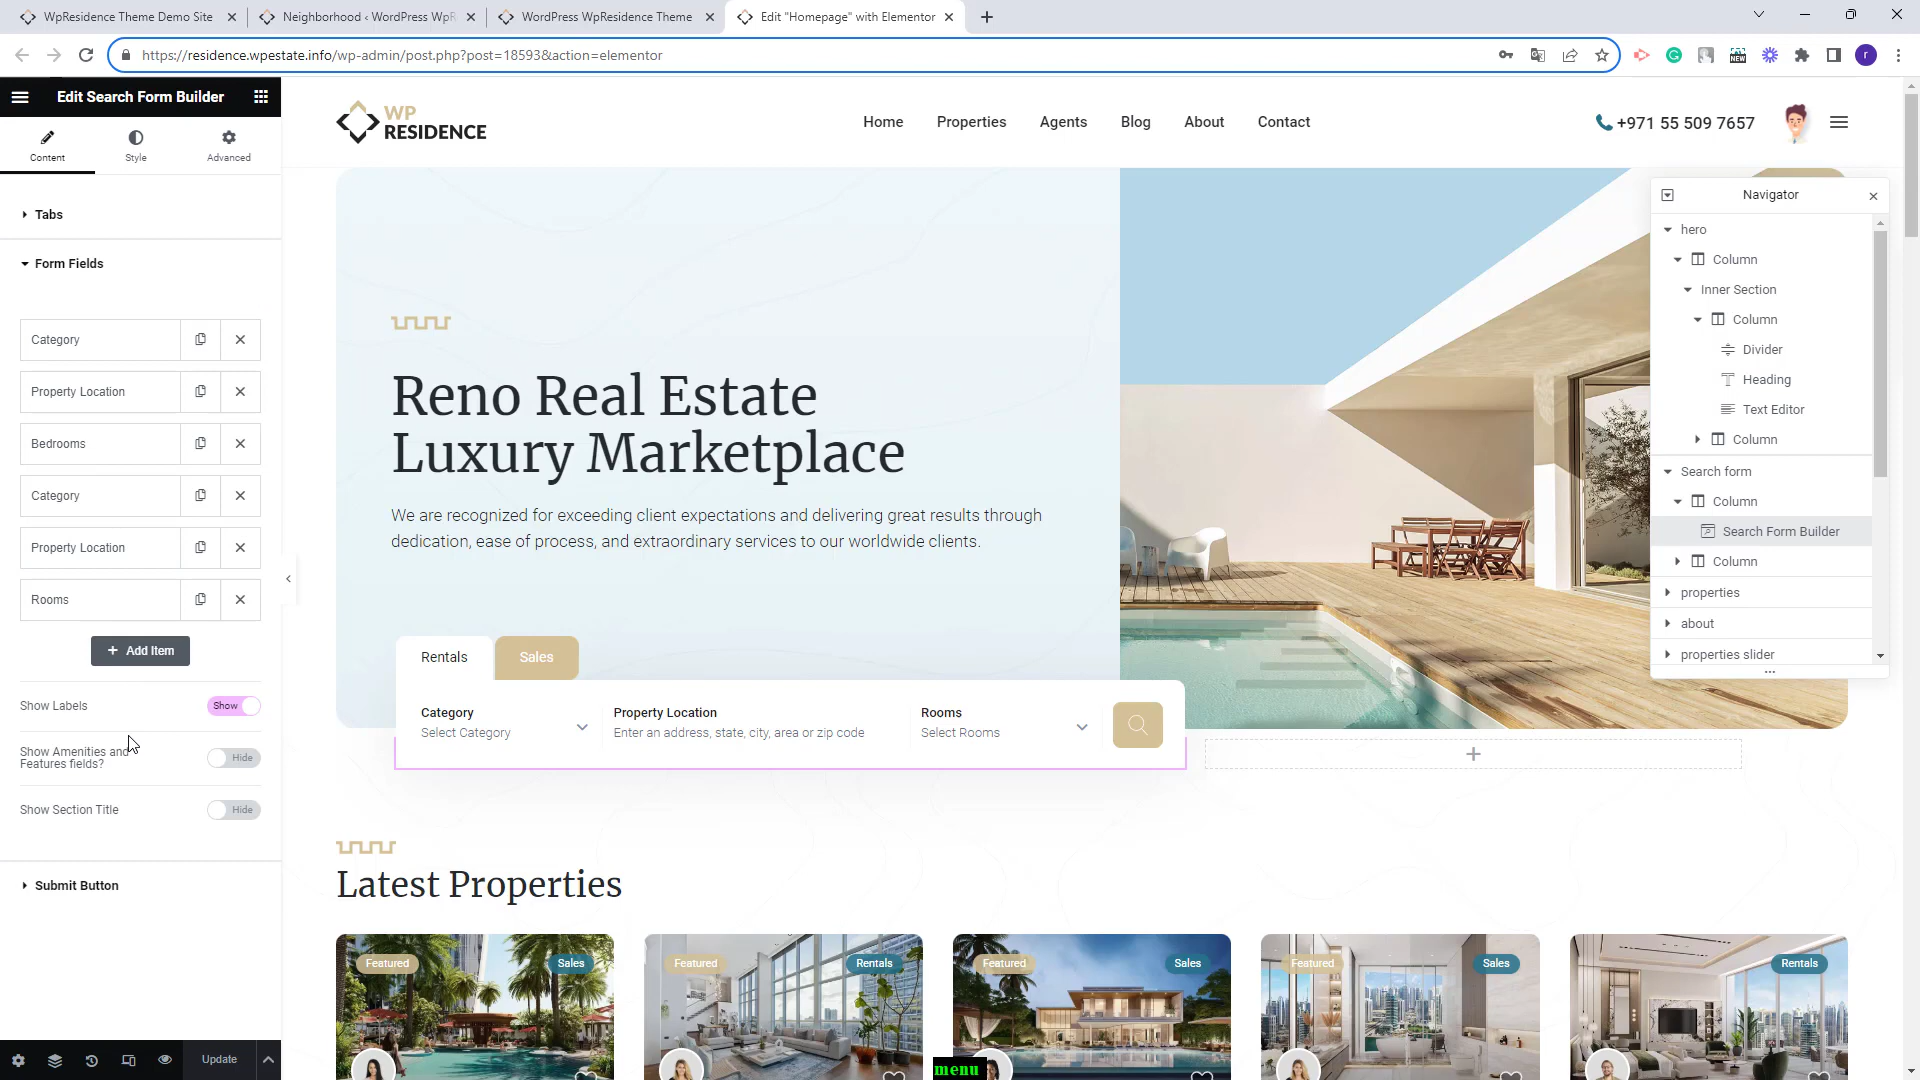 WpResidence Theme Demo Site
Neighborhood ‹ WordPress WpR
WordPress WpResidence Theme
Edit "Homepage" with Elementor
https://residence.wpestate.info/wp-admin/post.php?post=18593&action=elementor
NEW
r
Edit Search Form Builder
Content
Style
Advanced
Tabs
Form Fields
Category
Property Location
Bedrooms
Category
Property Location
Rooms
Add Item
Show Labels
Show
Show Amenities and
Features fields?
Hide
Show Section Title
Hide
Submit Button
Update
WP
RESIDENCE
Home
Properties
Agents
Blog
About
Contact
+971 55 509 7657
Reno Real Estate
Luxury Marketplace
We are recognized for exceeding client expectations and delivering great results through
dedication, ease of process, and extraordinary services to our worldwide clients.
Rentals
Sales
Category
Select Category
Property Location
Enter an address, state, city, area or zip code
Rooms
Select Rooms
Navigator
hero
Column
Inner Section
Column
Divider
Heading
Text Editor
Column
Search form
Column
Search Form Builder
Column
properties
about
properties slider
Latest Properties
Featured
Sales
Featured
Rentals
Featured
Sales
Featured
Sales
Rentals
menu